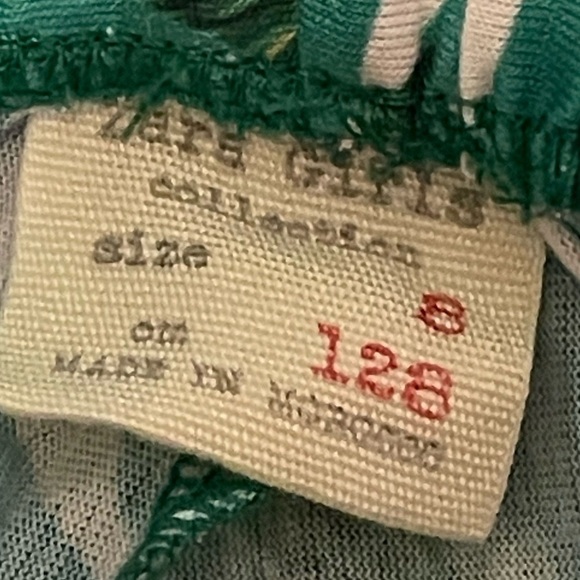 Zara Girls
collection
size 8
cm 128
MADE IN MOROCCO